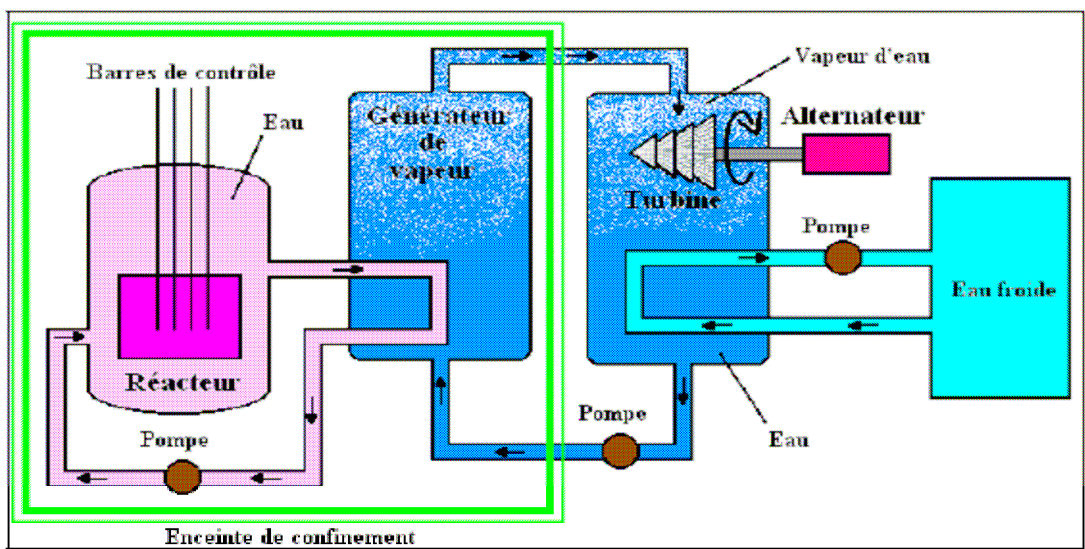 Barres de contrôle
Eau
Générateur
de
vapeur
Vapeur d'eau
Alternateur
Turbine
Pompe
Eau froide
Réacteur
Pompe
Pompe
Eau
Enceinte de confinement